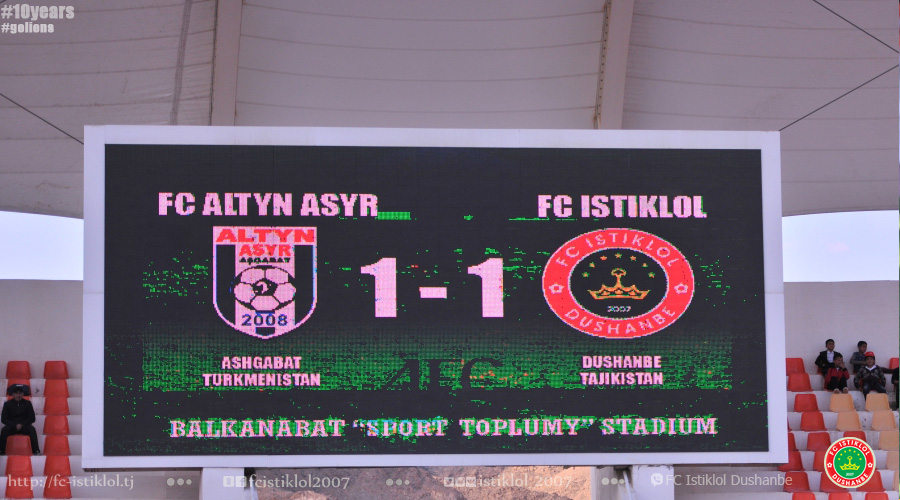 #10years
#golions
FC ALTYN ASYR
FC ISTIKLOL
ALTYN
ASYR
AŞGABAT
2008
1-1
FC ISTIKLOL
2007
DUSHANBE
ASHGABAT
TURKMENISTAN
DUSHANBE
TAJIKISTAN
AFC
BALKANABAT "SPORT TOPLUMY" STADIUM
http://fc-istiklol.tj
fcistiklol2007
fcistiklol2007
FC Istiklol Dushanbe
FC ISTIKLOL
DUSHANBE